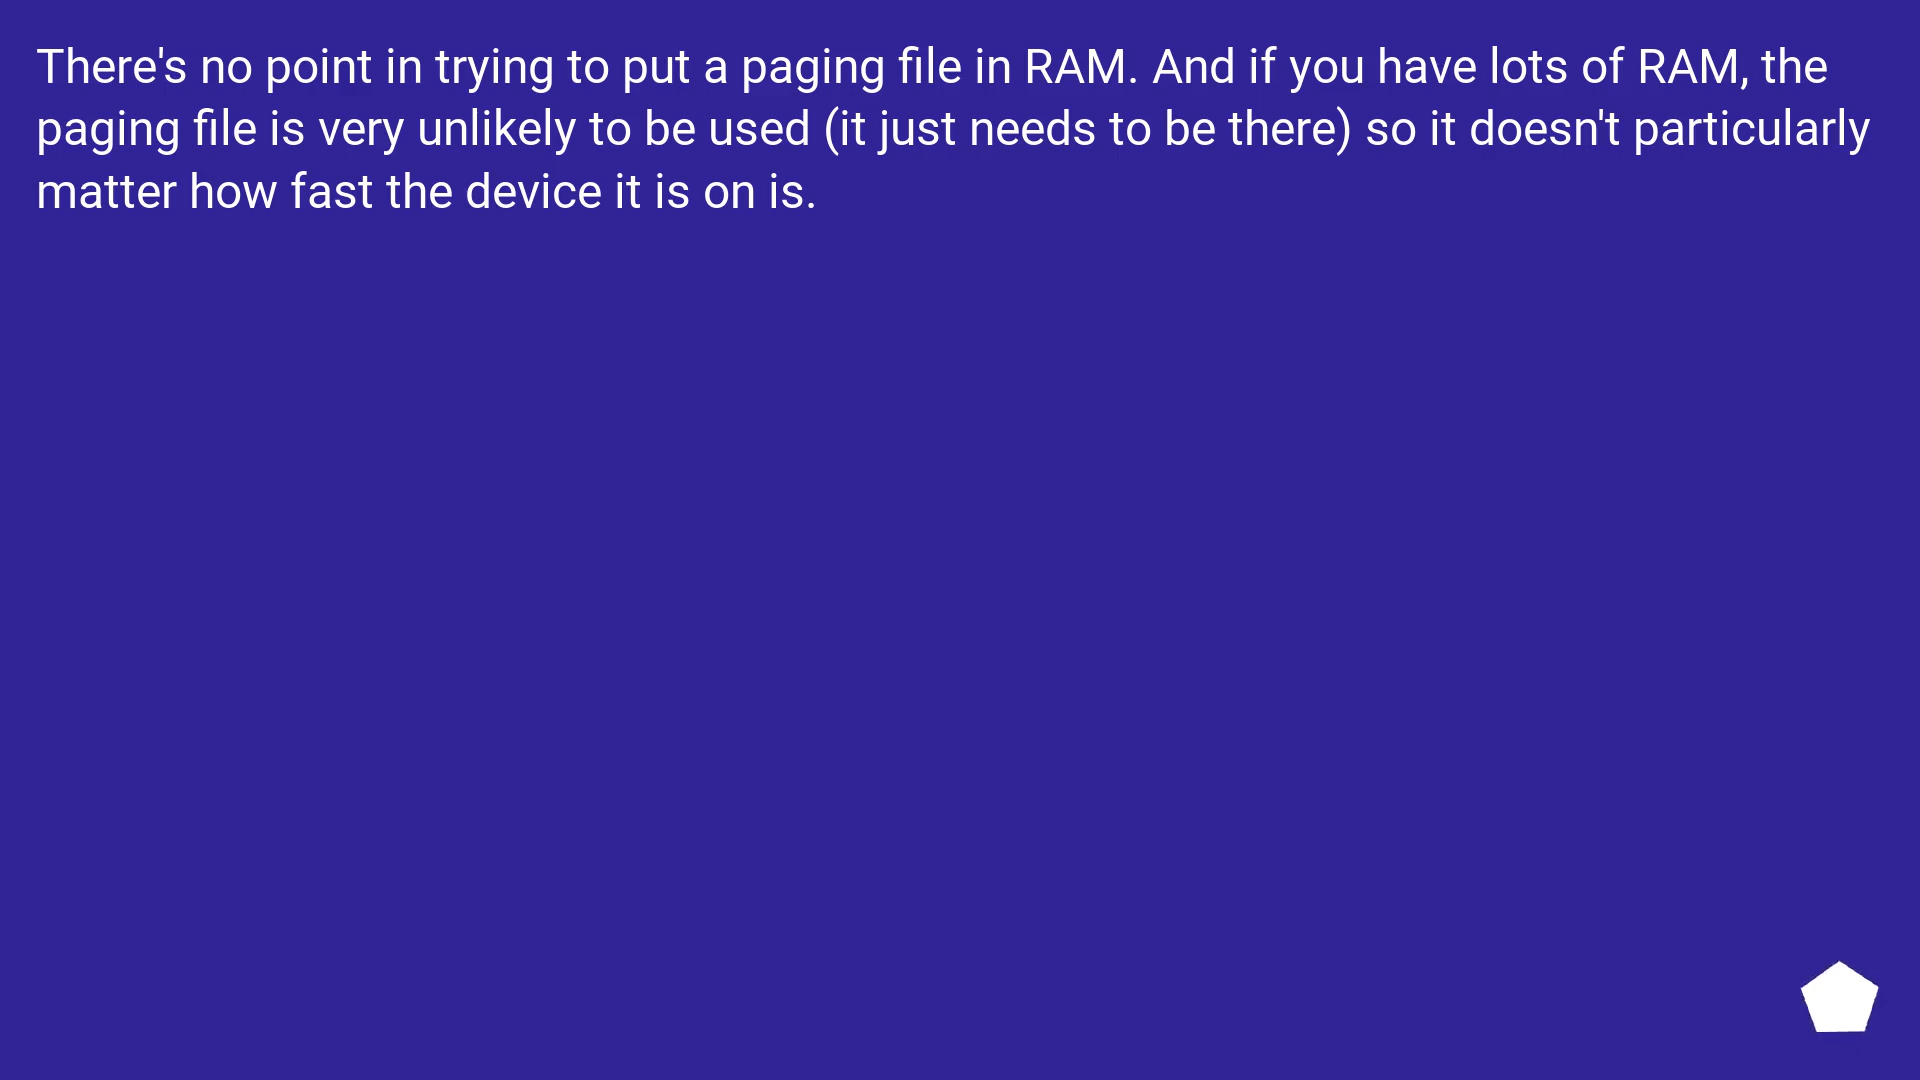 There's no point in trying to put a paging file in RAM. And if you have lots of RAM, the
paging file is very unlikely to be used (it just needs to be there) so it doesn't particularly
matter how fast the device it is on is.